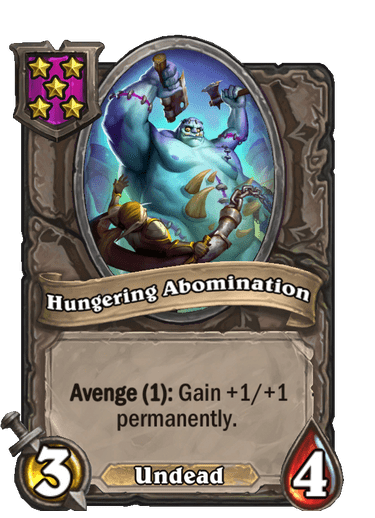 Hungering Abomination
Avenge (1): Gain +1/+1
permanently.
3
Undead
4